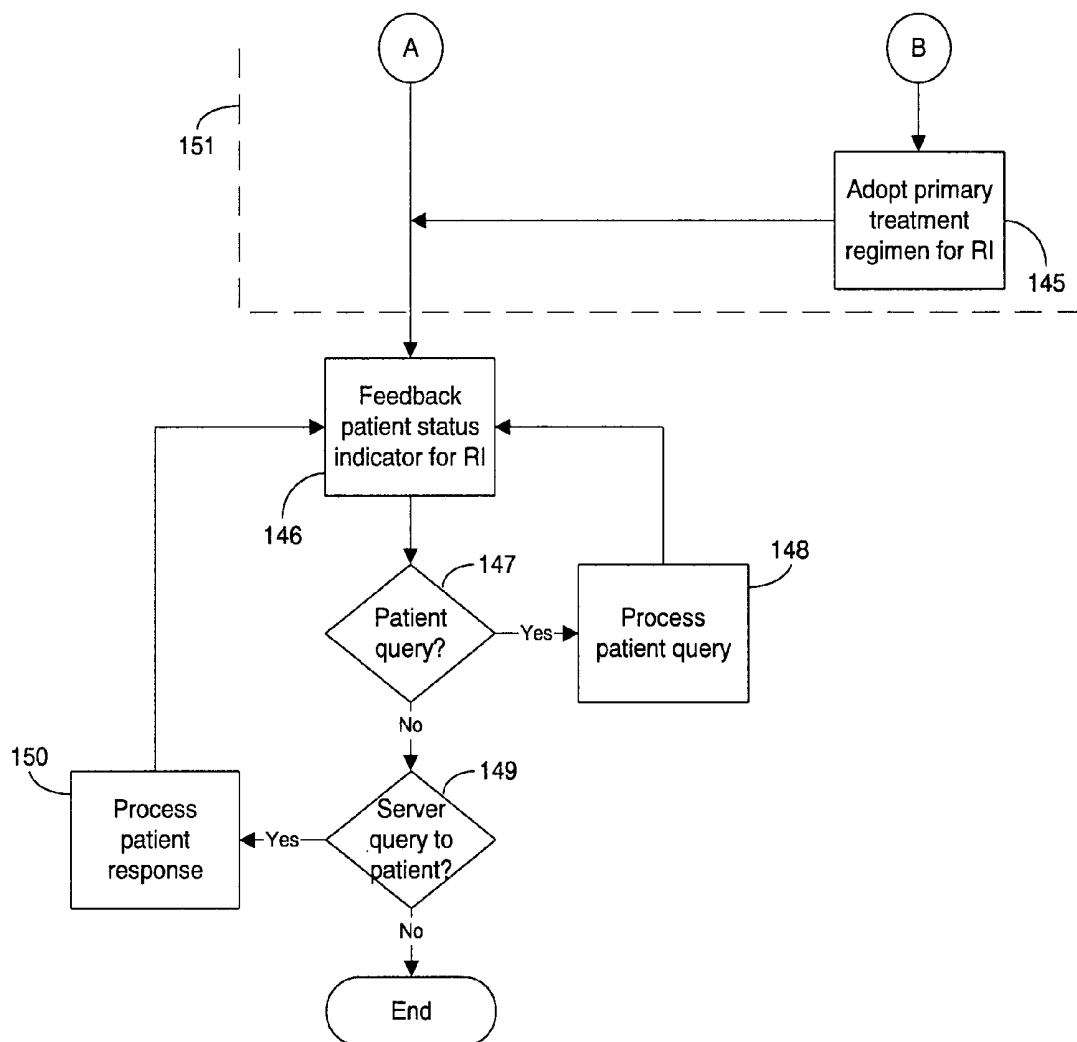 A
B
151
Adopt primary
treatment
regimen for RI
145
Feedback
patient status
indicator for RI
146
147
148
Patient
query?
Yes
Process
patient query
No
150
149
Process
patient
response
Yes
Server
query to
patient?
No
End